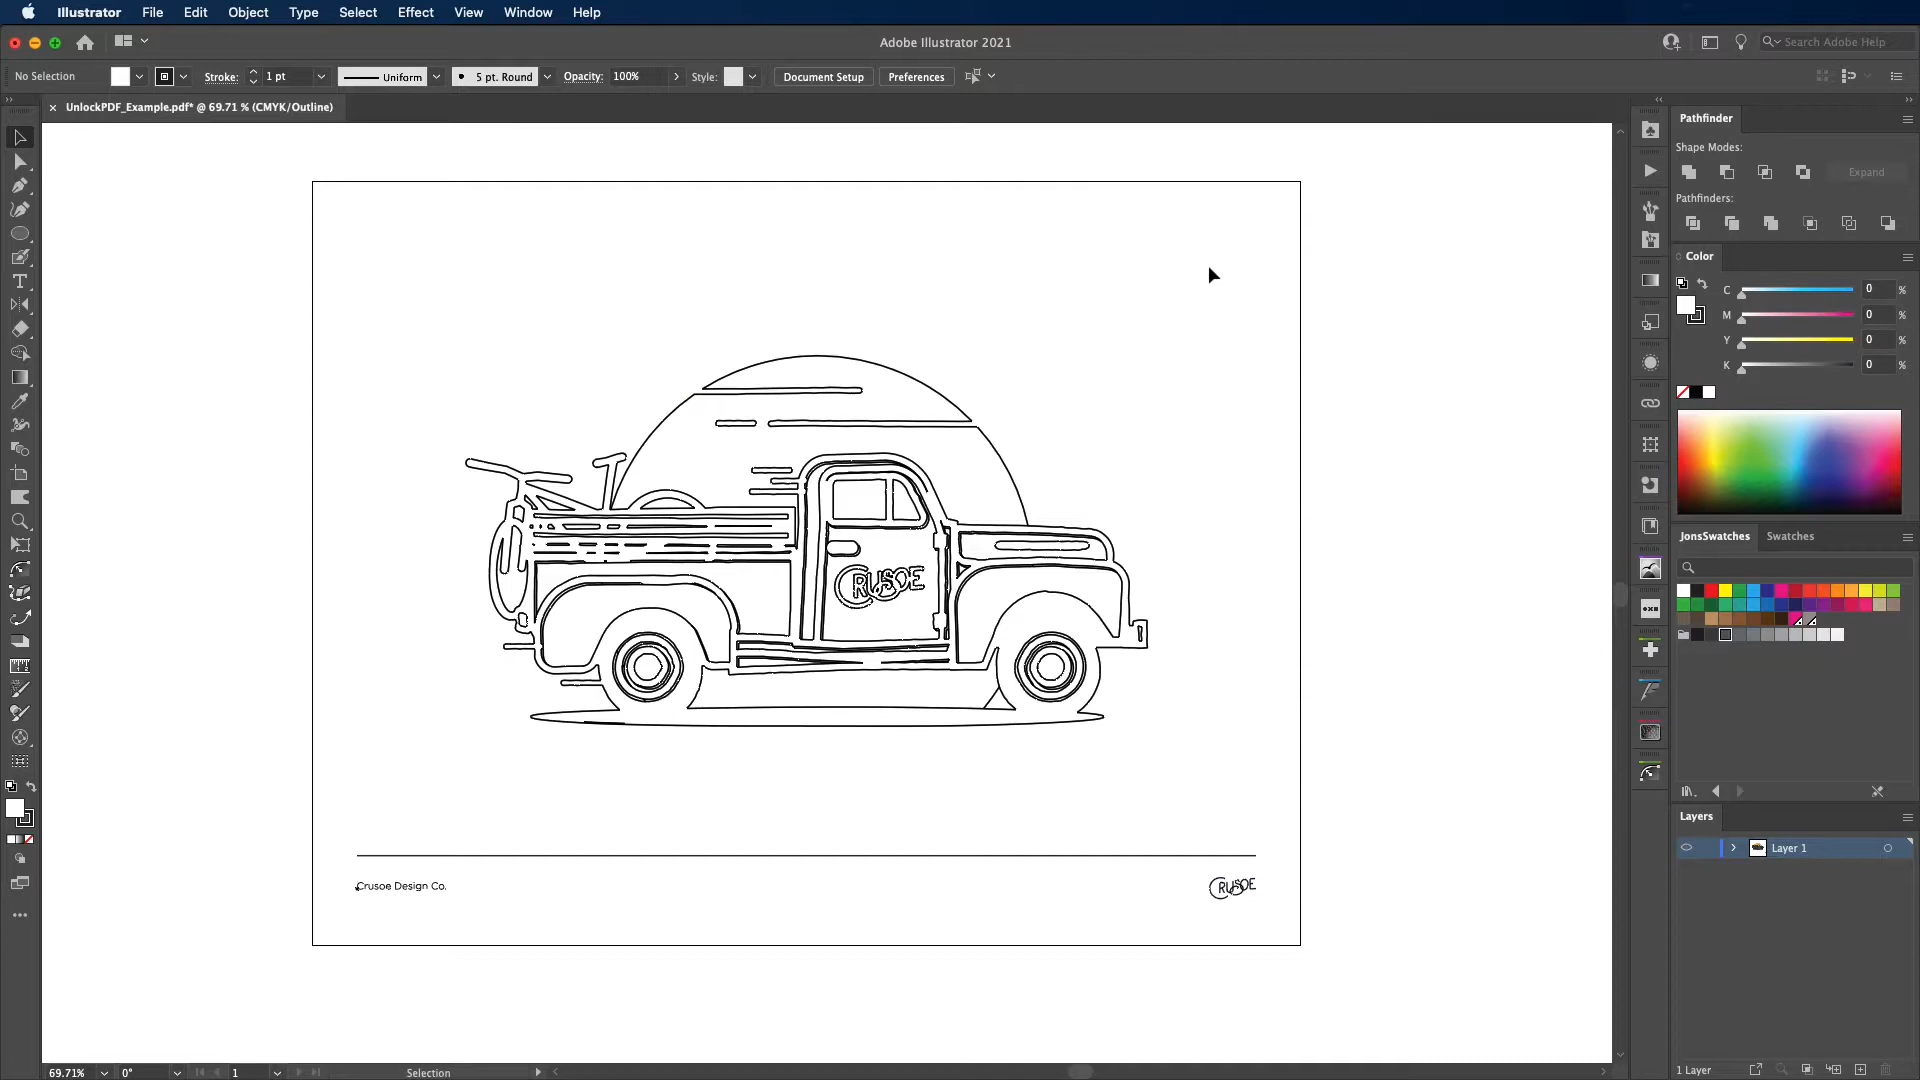 Illustrator File Edit Object Type Select Effect View Window Help
Adobe Illustrator 2021
Search Adobe Help
No Selection Stroke: 1 pt Uniform 5 pt. Round Opacity: 100% Style: Document Setup Preferences
UnlockPDF_Example.pdf* @ 69.71 % (CMYK/Outline)
Pathfinder
Shape Modes:
Expand
Pathfinders:
Color
C 0 %
M 0 %
Y 0 %
K 0 %
JonsSwatches Swatches
CRUSOE
Layers
Layer 1
Crusoe Design Co.
CRUSOE
69.71% 0° 1 Selection
1 Layer